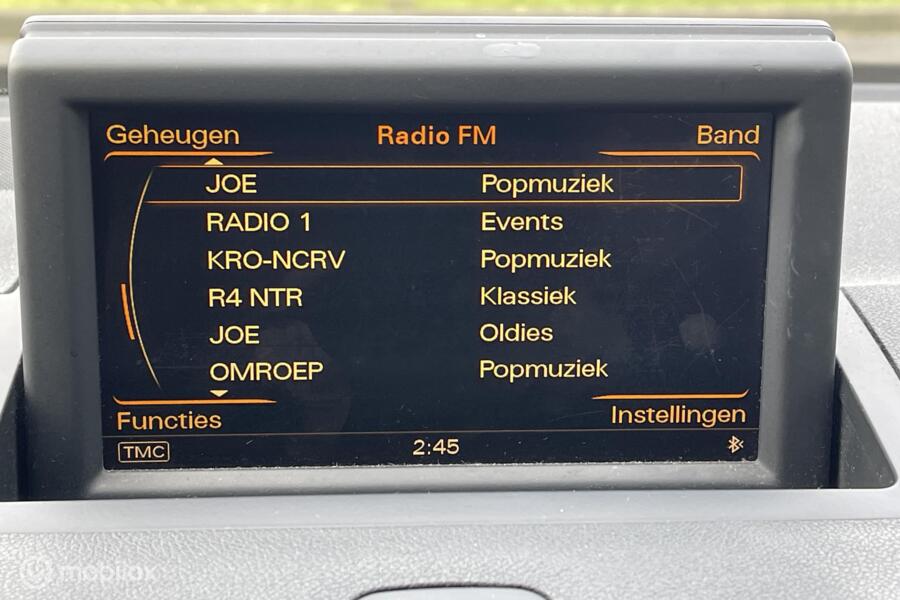 Geheugen Radio FM Band
JOE Popmuziek
RADIO 1 Events
KRO-NCRV Popmuziek
R4 NTR Klassiek
JOE Oldies
OMROEP Popmuziek
Functies Instellingen
TMC 2:45
mobilox